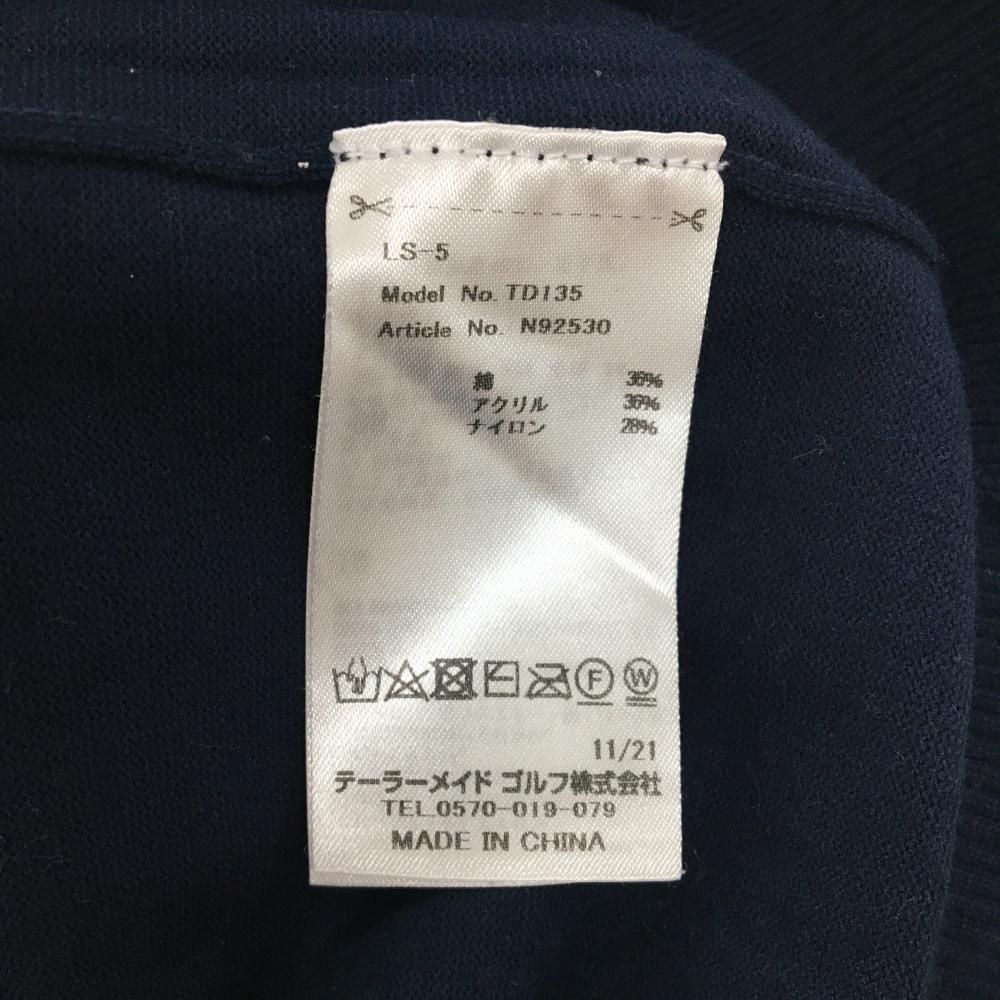 LS-5
Model No. TD135
Article No. N92530
綿 36%
アクリル 36%
ナイロン 28%
F W
11/21
テーラーメイド ゴルフ株式会社
TEL.0570-019-079
MADE IN CHINA